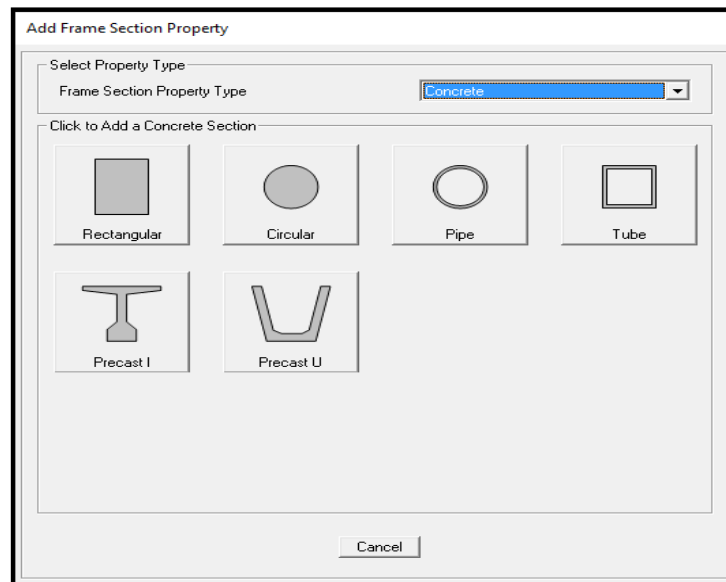 Add Frame Section Property
Select Property Type
Frame Section Property Type Concrete
Click to Add a Concrete Section
Rectangular Circular Pipe Tube
Precast I Precast U
Cancel